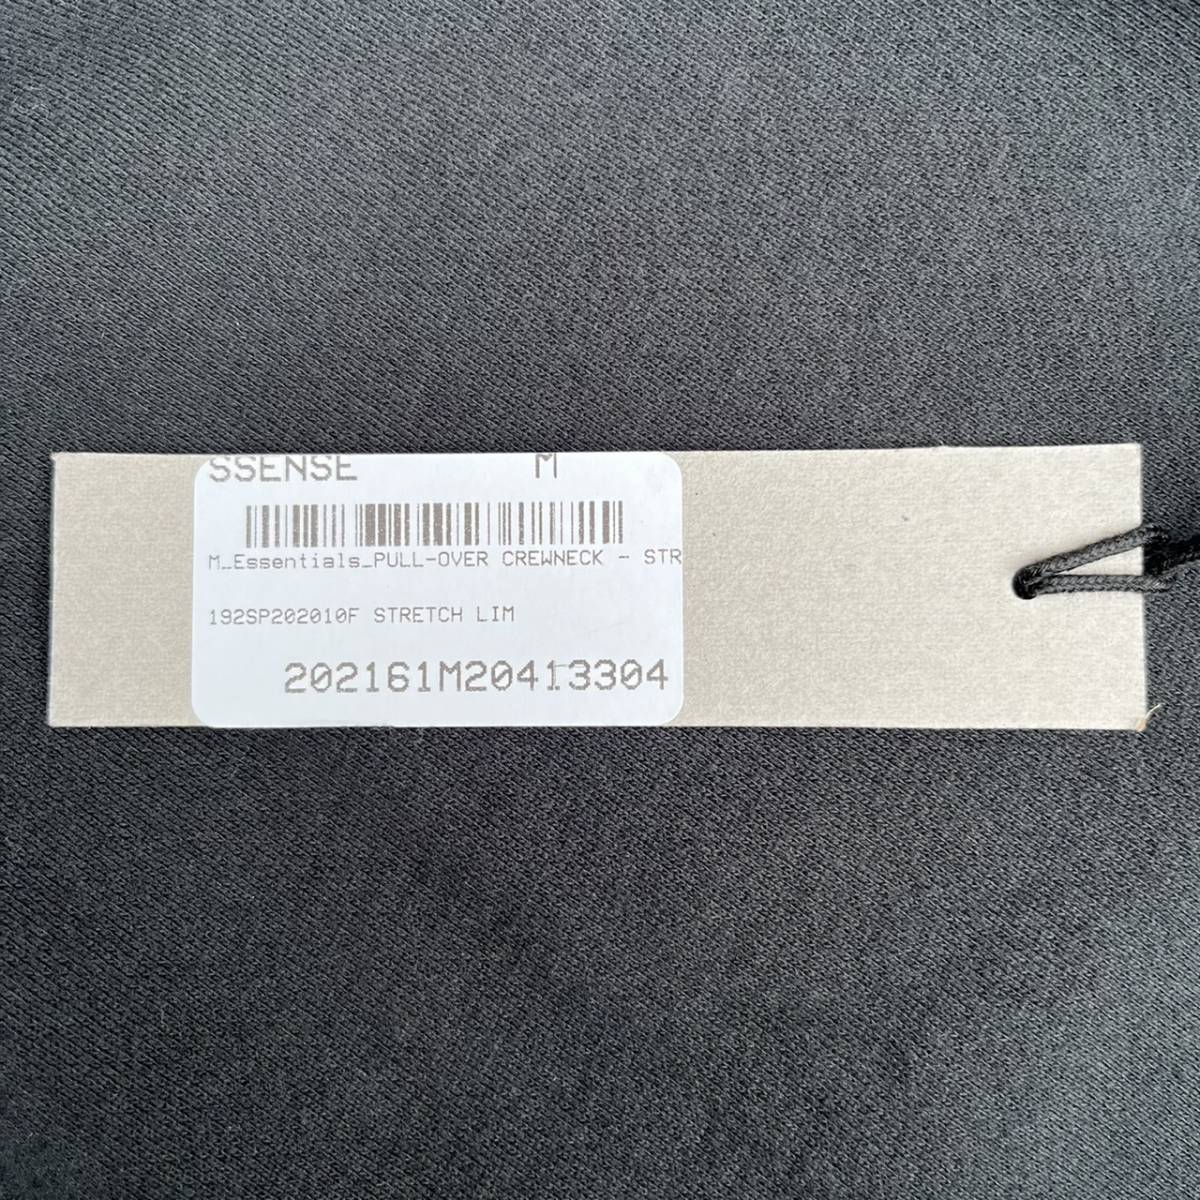 SSENSE M
M_Essentials_PULL-OVER CREWNECK - STR
192SP202010F STRETCH LIM
202161M20413304